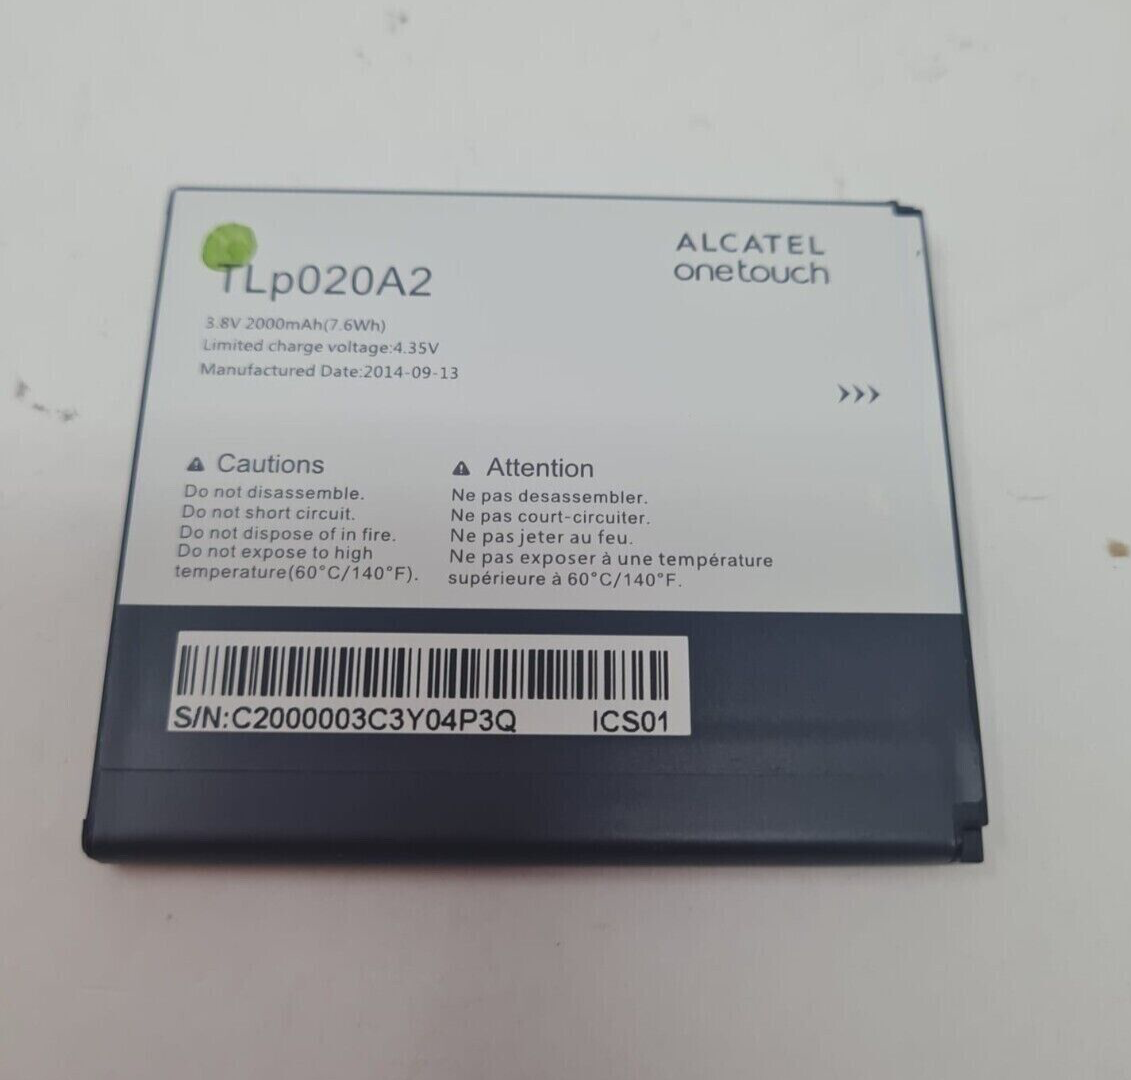 TLp020A2
ALCATEL
onetouch
3.8V 2000mAh(7.6Wh)
Limited charge voltage:4.35V
Manufactured Date:2014-09-13
Cautions
Do not disassemble.
Do not short circuit.
Do not dispose of in fire.
Do not expose to high
temperature(60°C/140°F).
Attention
Ne pas desassembler.
Ne pas court-circuiter.
Ne pas jeter au feu.
Ne pas exposer à une température
supérieure à 60°C/140°F.
S/N:C2000003C3Y04P3Q ICS01